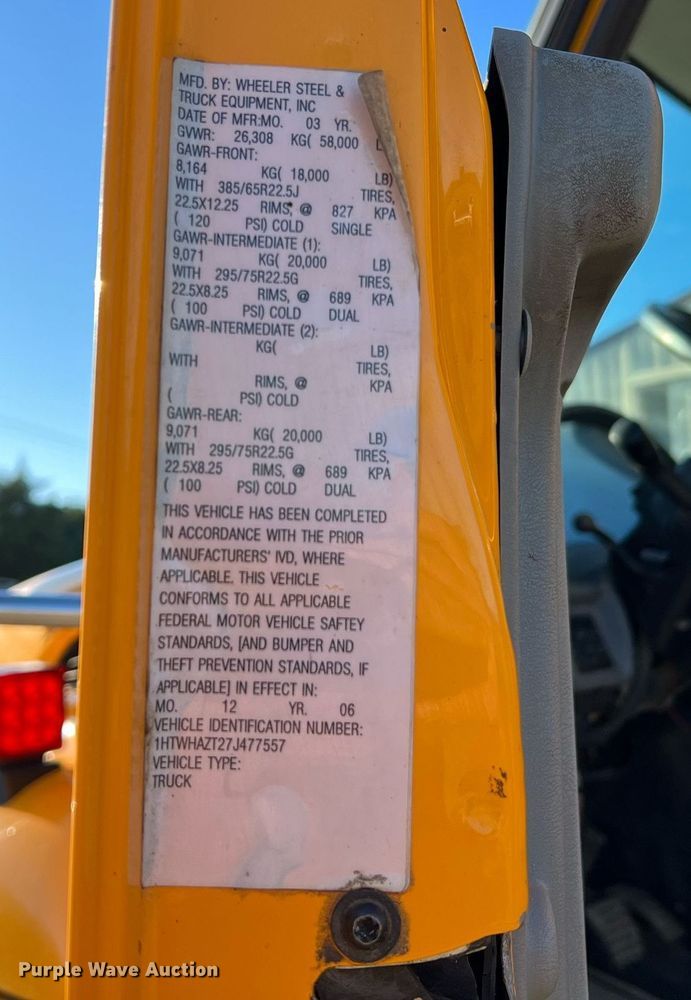 MFD. BY: WHEELER STEEL &
TRUCK EQUIPMENT, INC
DATE OF MFR:MO. 03 YR.
GVWR: 26,308 KG( 58,000 L
GAWR-FRONT:
8,164 KG( 18,000 LB)
WITH 385/65R22.5J TIRES,
22.5X12.25 RIMS, @ 827 KPA
( 120 PSI) COLD SINGLE
GAWR-INTERMEDIATE (1):
9,071 KG( 20,000 LB)
WITH 295/75R22.5G TIRES,
22.5X8.25 RIMS, @ 689 KPA
( 100 PSI) COLD DUAL
GAWR-INTERMEDIATE (2):
KG( LB)
WITH TIRES,
RIMS, @ KPA
( PSI) COLD
GAWR-REAR:
9,071 KG( 20,000 LB)
WITH 295/75R22.5G TIRES,
22.5X8.25 RIMS, @ 689 KPA
( 100 PSI) COLD DUAL
THIS VEHICLE HAS BEEN COMPLETED
IN ACCORDANCE WITH THE PRIOR
MANUFACTURERS' IVD, WHERE
APPLICABLE. THIS VEHICLE
CONFORMS TO ALL APPLICABLE
FEDERAL MOTOR VEHICLE SAFTEY
STANDARDS, [AND BUMPER AND
THEFT PREVENTION STANDARDS, IF
APPLICABLE] IN EFFECT IN:
MO. 12 YR. 06
VEHICLE IDENTIFICATION NUMBER:
1HTWHAZT27J477557
VEHICLE TYPE:
TRUCK
Purple Wave Auction